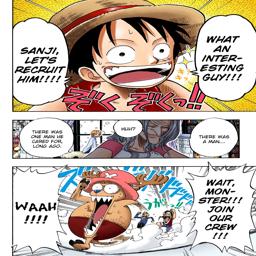 WHAT
AN
INTER-
ESTING
GUY!!!!
SANJI,
LET'S
RECRUIT
HIM!!!!
THERE
WAS A
MAN...
HUH?
THERE WAS
ONE MAN
HE CARED
FOR, LONG
AGO.
WAIT,
MON-
STER!!!
JOIN
OUR
CREW
!!!
WAAH
!!!!